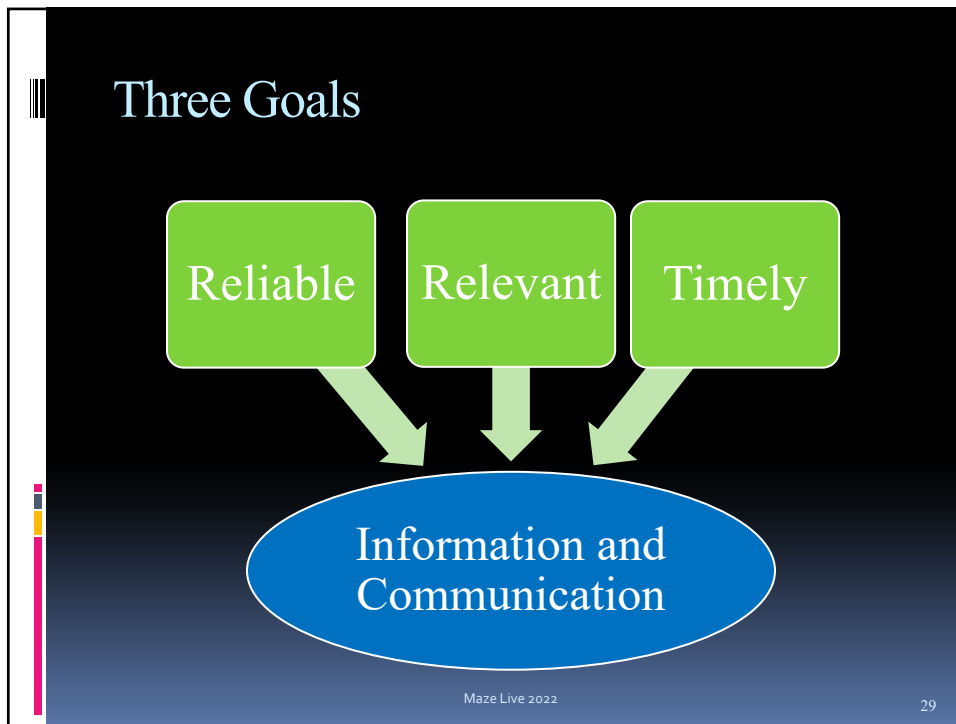 Three Goals
Reliable
Relevant
Timely
Information and
Communication
Maze Live 2022
29